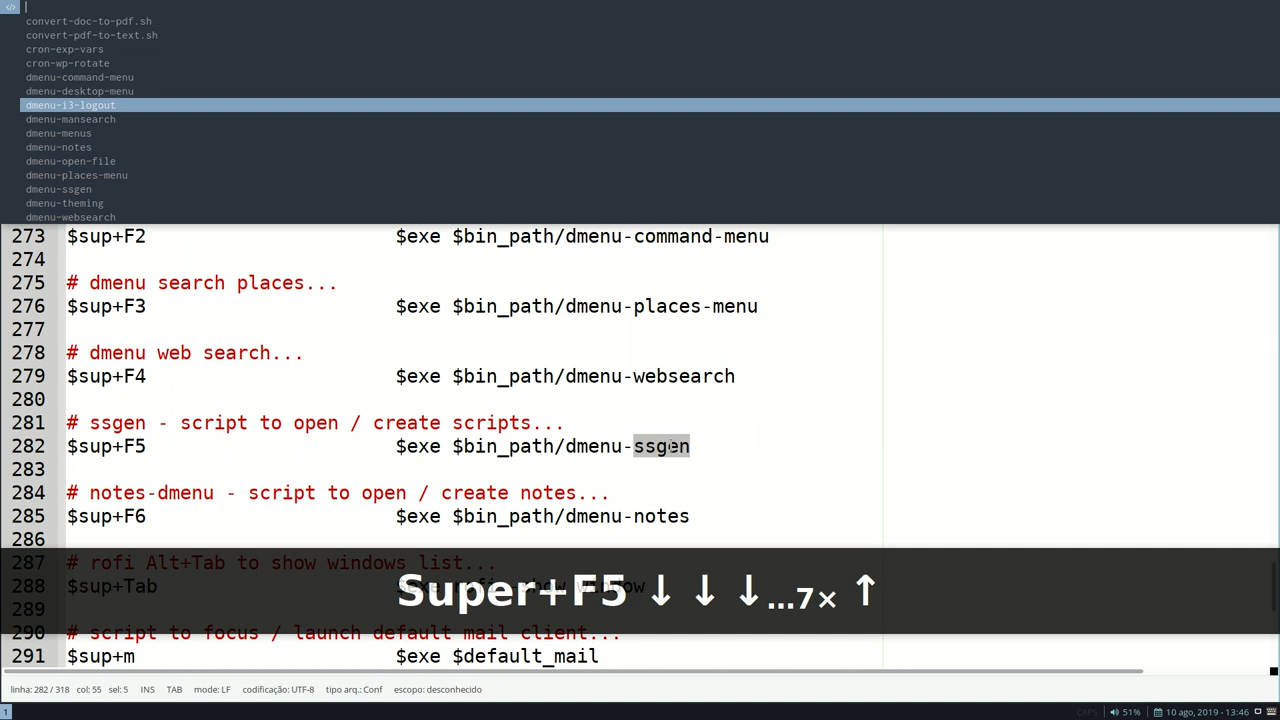 </>
convert-doc-to-pdf.sh
convert-pdf-to-text.sh
cron-exp-vars
cron-wp-rotate
dmenu-command-menu
dmenu-desktop-menu
dmenu-i3-logout
dmenu-mansearch
dmenu-menus
dmenu-notes
dmenu-open-file
dmenu-places-menu
dmenu-ssgen
dmenu-theming
dmenu-websearch
273 $sup+F2 $exe $bin_path/dmenu-command-menu
274
275 # dmenu search places...
276 $sup+F3 $exe $bin_path/dmenu-places-menu
277
278 # dmenu web search...
279 $sup+F4 $exe $bin_path/dmenu-websearch
280
281 # ssgen - script to open / create scripts...
282 $sup+F5 $exe $bin_path/dmenu-ssgen
283
284 # notes-dmenu - script to open / create notes...
285 $sup+F6 $exe $bin_path/dmenu-notes
286
287 # rofi Alt+Tab to show windows list...
288 $sup+Tab $exe rofi -show window
Super+F5 ↓ ↓ ↓...7× ↑
289
290 # script to focus / launch default mail client...
291 $sup+m $exe $default_mail
linha: 282 / 318 col: 55 sel: 5 INS TAB mode: LF codificação: UTF-8 tipo arq.: Conf escopo: desconhecido
1 CAPS 51% 10 ago, 2019 - 13:46